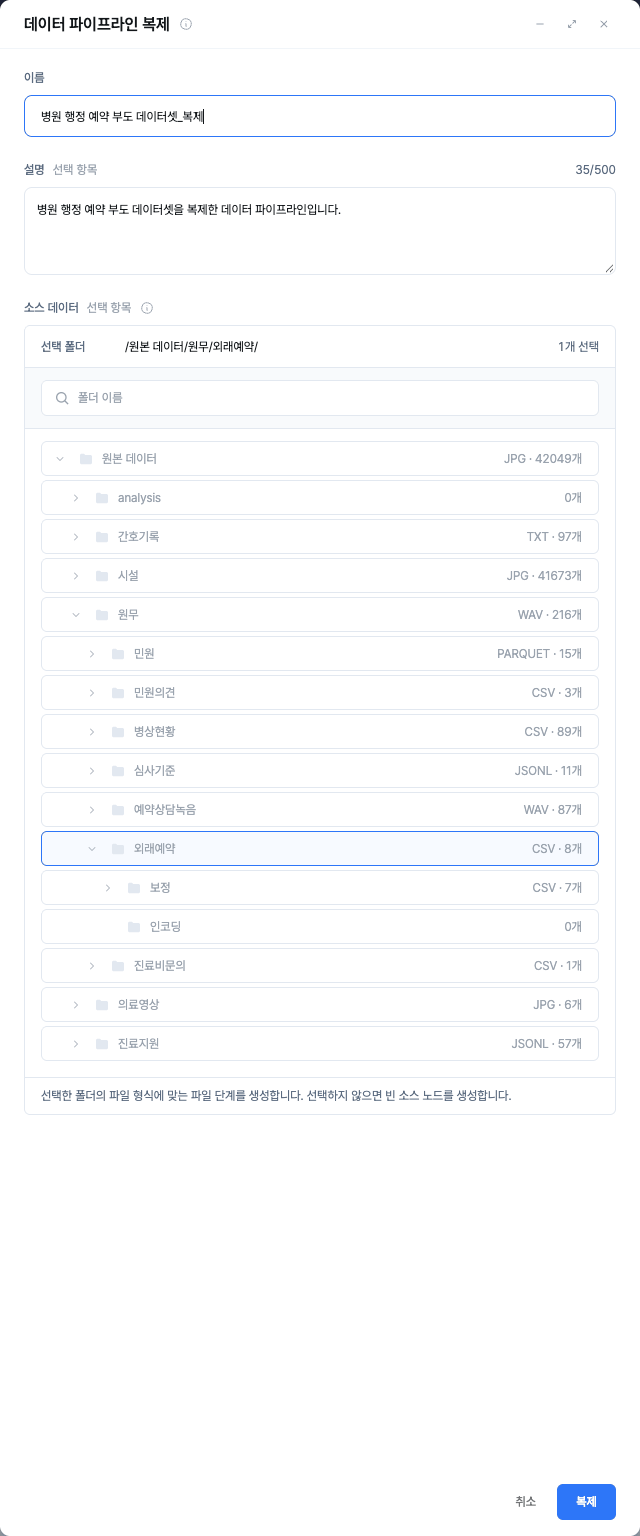 데이터 파이프라인 복제
이름
병원 행정 예약 부도 데이터셋_복제
설명 선택 항목 35/500
병원 행정 예약 부도 데이터셋을 복제한 데이터 파이프라인입니다.
소스 데이터 선택 항목
선택 폴더 /원본 데이터/원무/외래예약/ 1개 선택
폴더 이름
원본 데이터 JPG · 42049개
analysis 0개
간호기록 TXT · 97개
시설 JPG · 41673개
원무 WAV · 216개
민원 PARQUET · 15개
민원의견 CSV · 3개
병상현황 CSV · 89개
심사기준 JSONL · 11개
예약상담녹음 WAV · 87개
외래예약 CSV · 8개
보정 CSV · 7개
인코딩 0개
진료비문의 CSV · 1개
의료영상 JPG · 6개
진료지원 JSONL · 57개
선택한 폴더의 파일 형식에 맞는 파일 단계를 생성합니다. 선택하지 않으면 빈 소스 노드를 생성합니다.
취소 복제